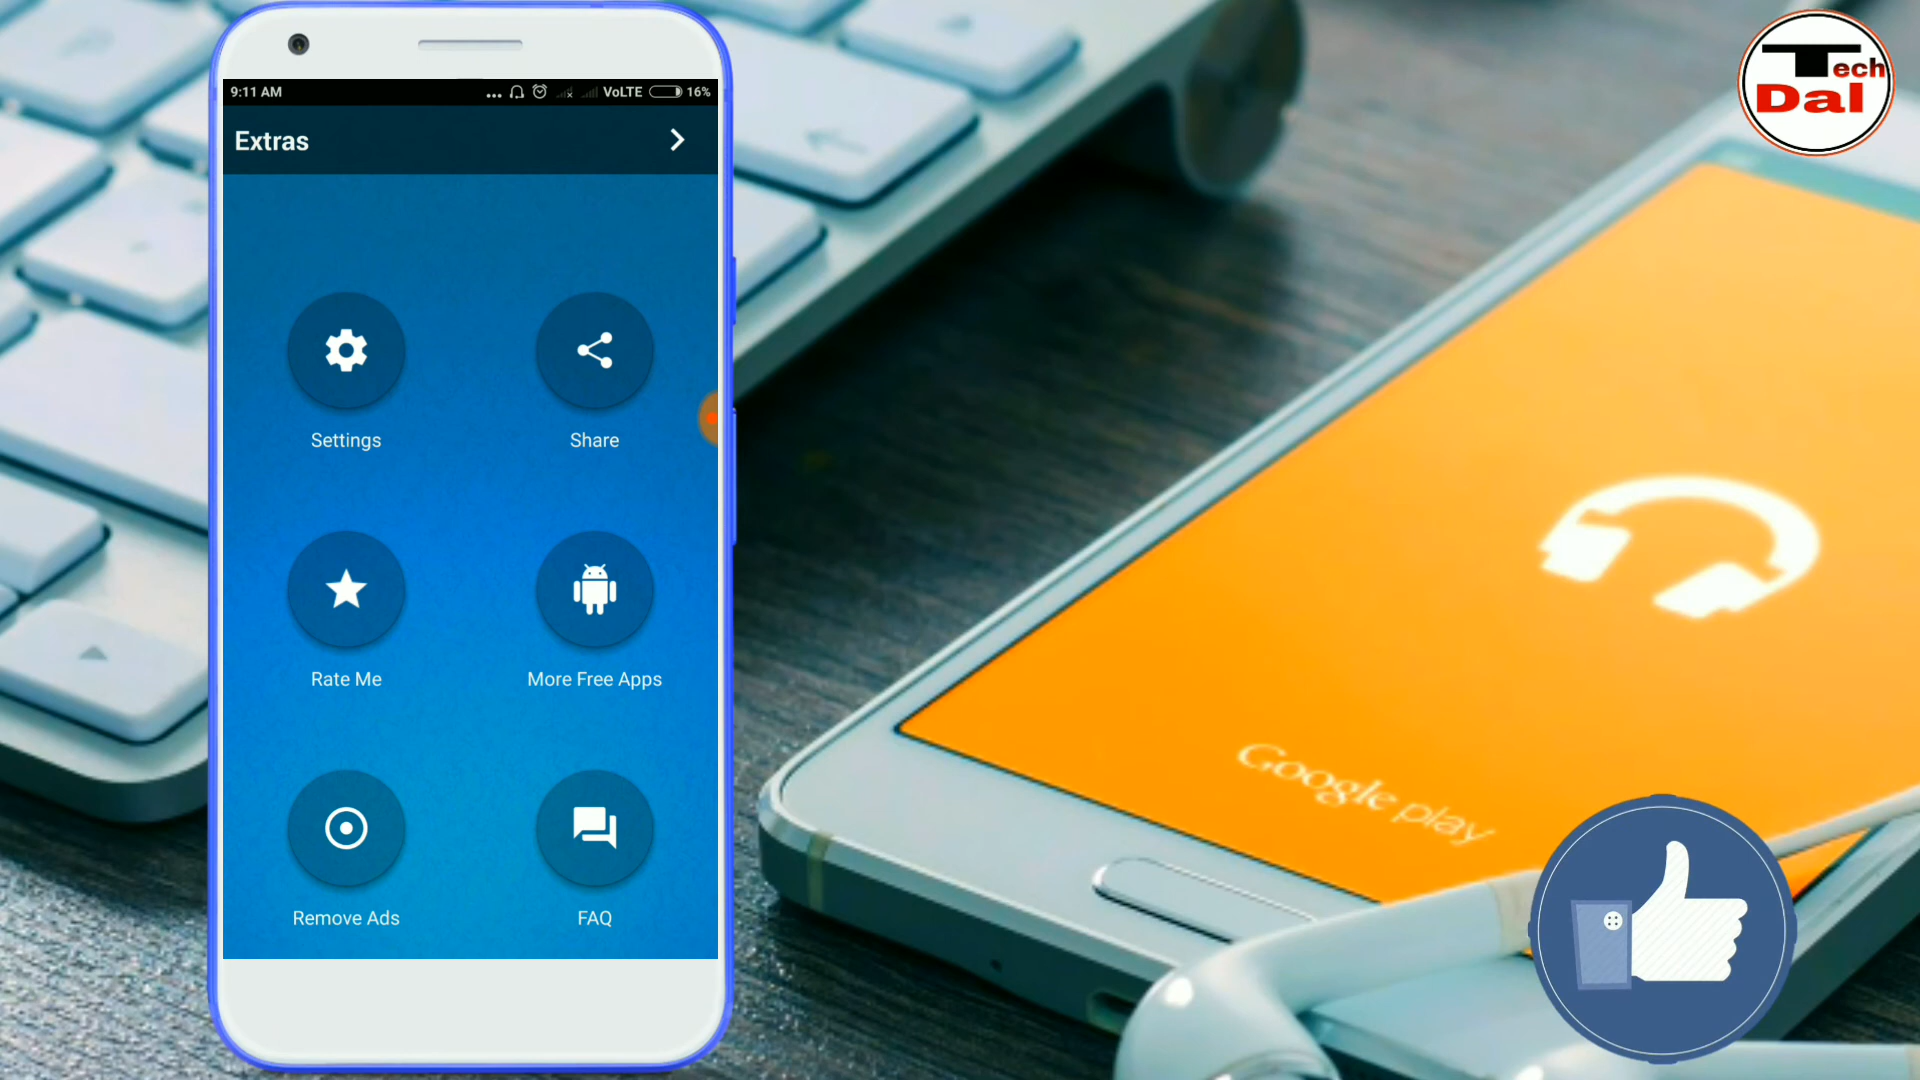 9:11 AM ... VoLTE 16%
Extras
Settings Share
Rate Me More Free Apps
Remove Ads FAQ
Tech
Dal
Google play